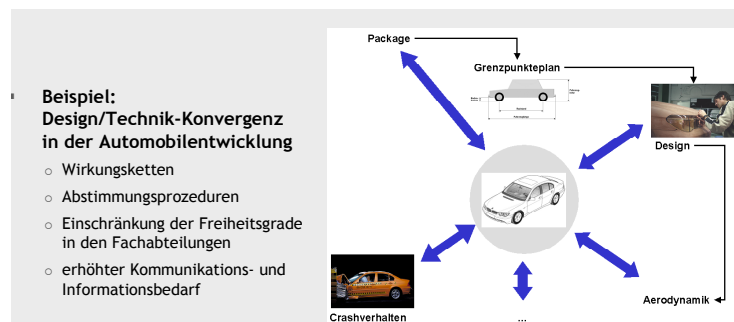 Beispiel:
Design/Technik-Konvergenz
in der Automobilentwicklung
Wirkungsketten
Abstimmungsprozeduren
Einschränkung der Freiheitsgrade
in den Fachabteilungen
erhöhter Kommunikations- und
Informationsbedarf
Package
Grenzpunkteplan
Design
Aerodynamik
...
Crashverhalten